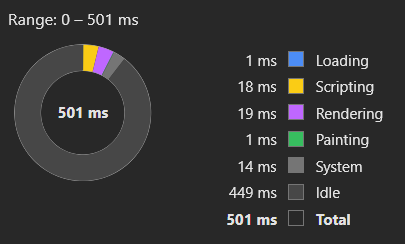 Range: 0 – 501 ms
501 ms
1 ms Loading
18 ms Scripting
19 ms Rendering
1 ms Painting
14 ms System
449 ms Idle
501 ms Total